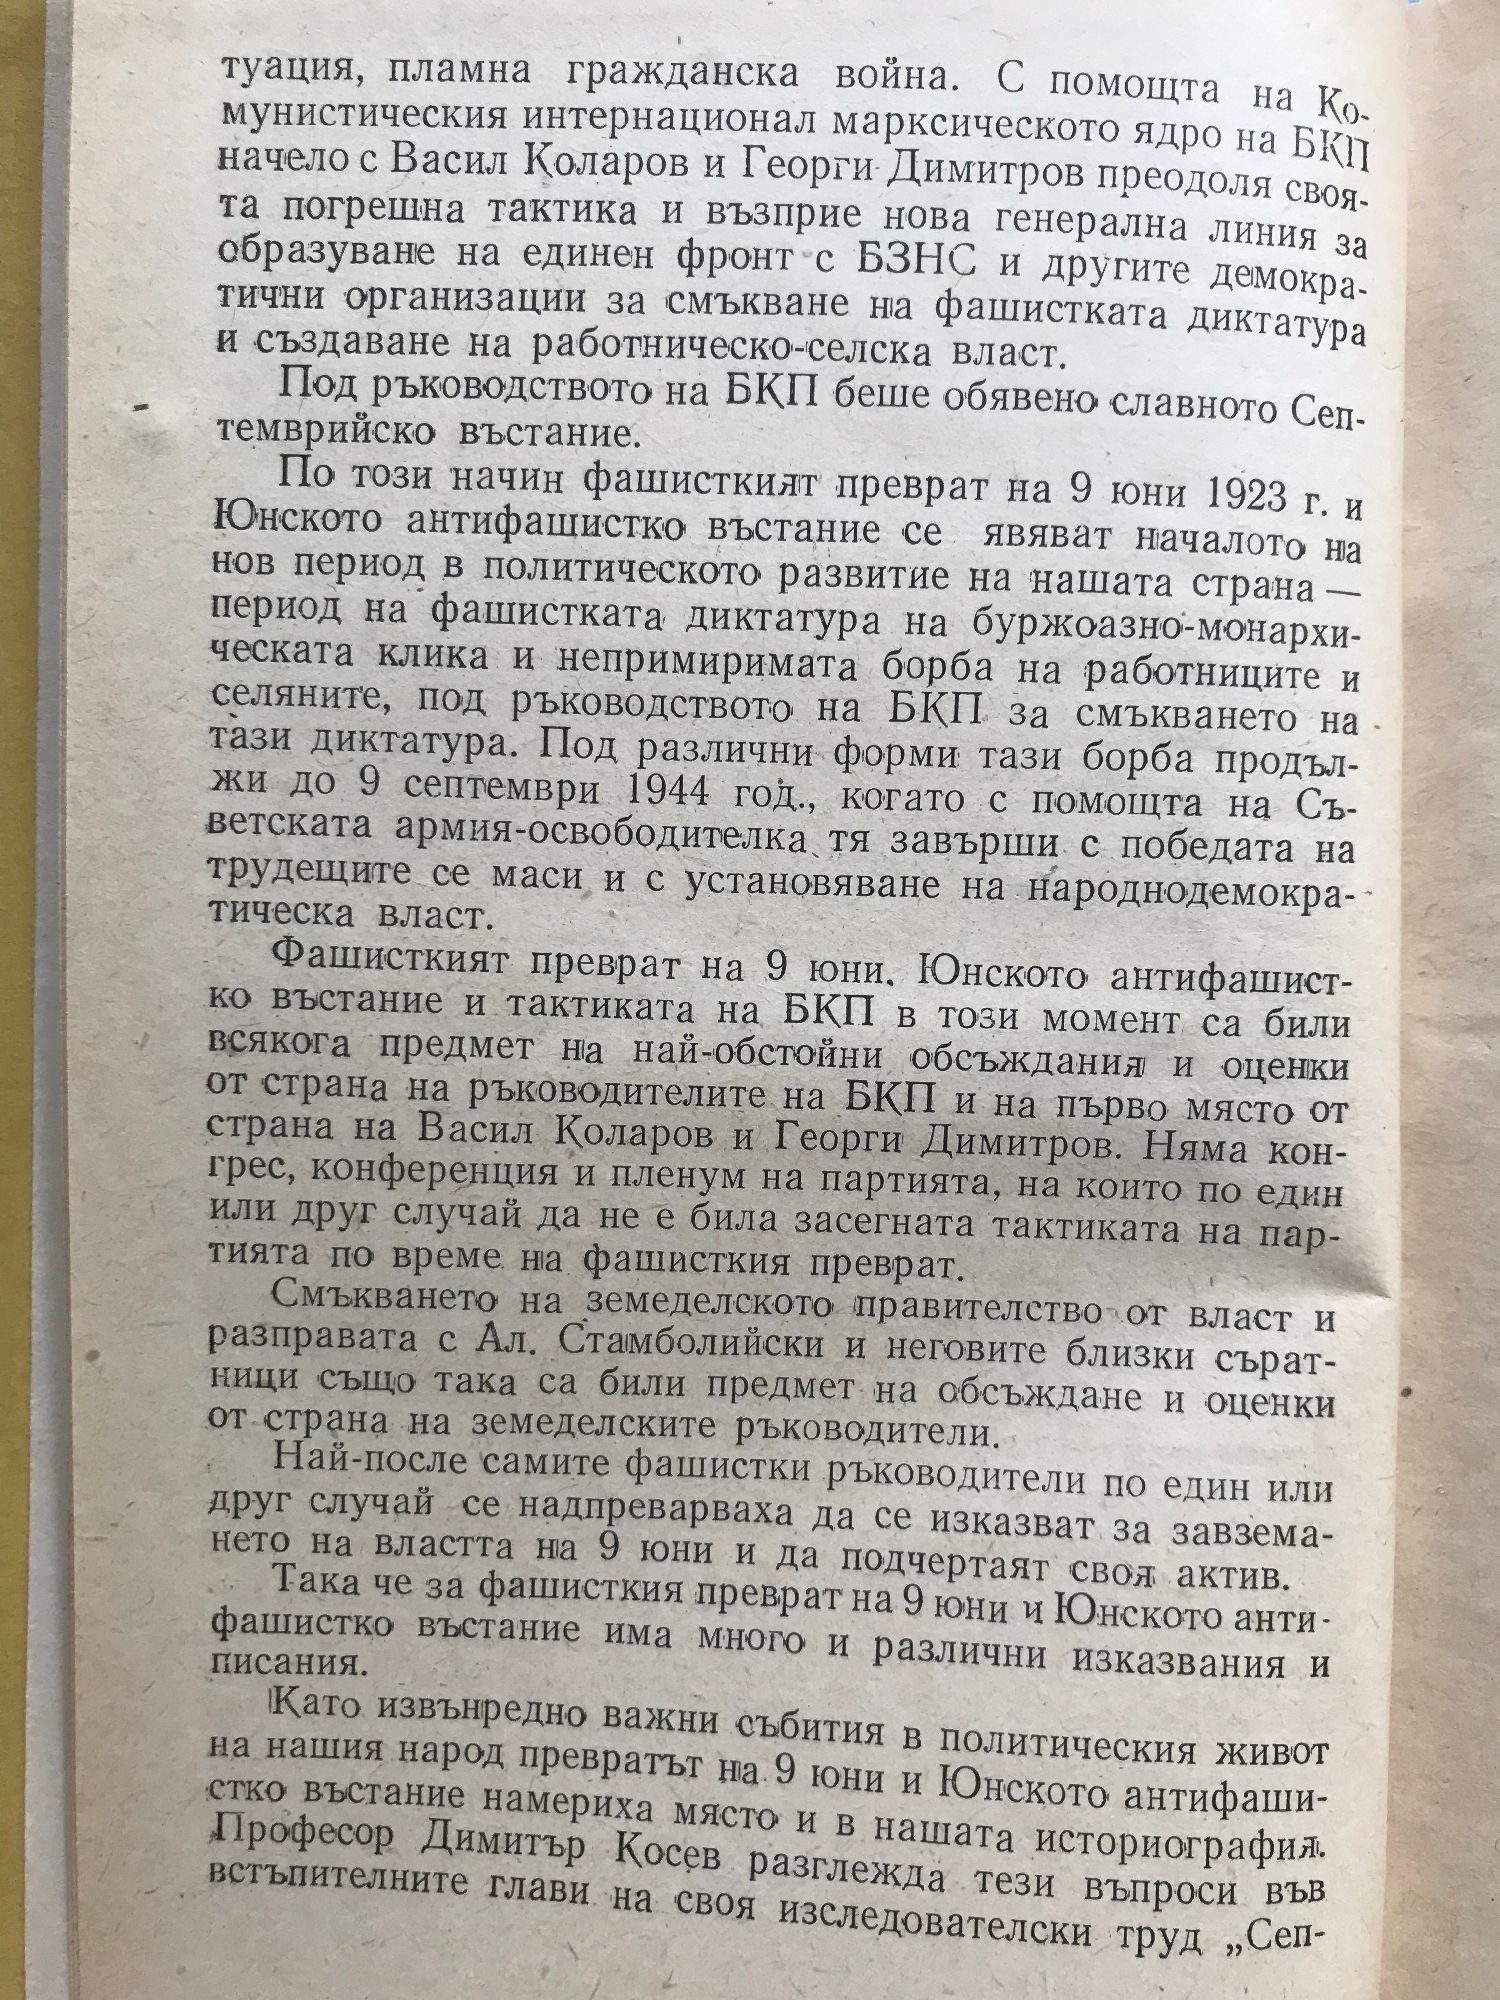 туация, пламна гражданска война. С помощта на Ко-
мунистическия интернационал марксическото ядро на БКП
начело с Васил Коларов и Георги Димитров преодоля своя-
та погрешна тактика и възприе нова генерална линия за
образуване на единен фронт с БЗНС и другите демокра-
тични организации за смъкване на фашистката диктатура
и създаване на работническо-селска власт.
Под ръководството на БКП беше обявено славното Сеп-
темврийско въстание.
По този начин фашисткият преврат на 9 юни 1923 г. и
Юнското антифашистко въстание се явяват началото на
нов период в политическото развитие на нашата страна —
период на фашистката диктатура на буржоазно-монархи-
ческата клика и непримиримата борба на работниците и
селяните, под ръководството на БКП за смъкването на
тази диктатура. Под различни форми тази борба продъл-
жи до 9 септември 1944 год., когато с помощта на Съ-
ветската армия-освободителка тя завърши с победата на
трудещите се маси и с установяване на народнодемокра-
тическа власт.
Фашисткият преврат на 9 юни. Юнското антифашист-
ко въстание и тактиката на БКП в този момент са били
всякога предмет на най-обстойни обсъждания и оценки
от страна на ръководителите на БКП и на първо място от
страна на Васил Коларов и Георги Димитров. Няма кон-
грес, конференция и пленум на партията, на които по един
или друг случай да не е била засегната тактиката на пар-
тията по време на фашисткия преврат.
Смъкването на земеделското правителство от власт и
разправата с Ал. Стамболийски и неговите близки сърат-
ници също така са били предмет на обсъждане и оценки
от страна на земеделските ръководители.
Най-после самите фашистки ръководители по един или
друг случай се надпреварваха да се изказват за завзема-
нето на властта на 9 юни и да подчертаят своя актив.
Така че за фашисткия преврат на 9 юни и Юнското анти-
фашистко въстание има много и различни изказвания и
писания.
Като извънредно важни събития в политическия живот
на нашия народ превратът на 9 юни и Юнското антифаши-
стко въстание намериха място и в нашата историография.
Професор Димитър Косев разглежда тези въпроси във
встъпителните глави на своя изследователски труд „Сеп-